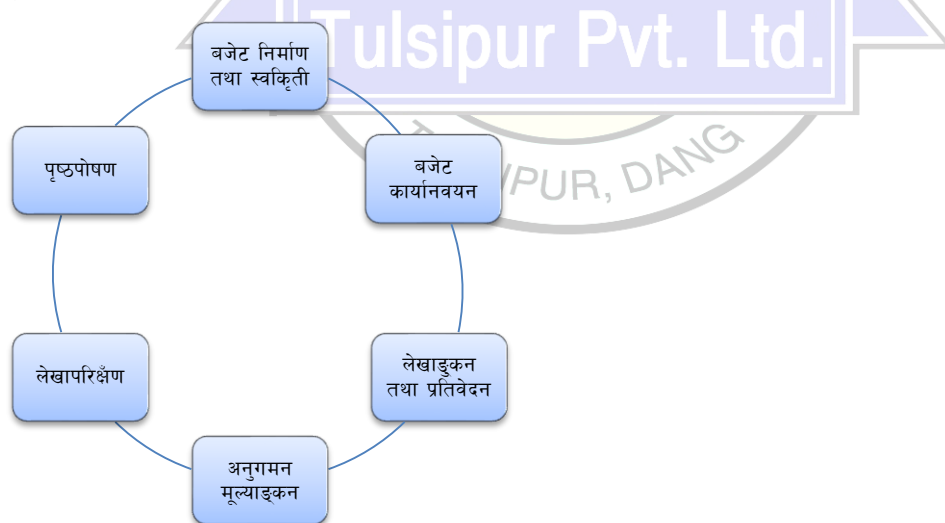 Tulsipur Pvt. Ltd.
बजेट निर्माण
तथा स्वकिृती
बजेट
कार्यानवयन
लेखाङुकन
तथा प्रतिवेदन
अनुगमन
मूल्याङ्कन
लेखापरिक्षँण
पृष्ठपोषण
IPUR, DANG